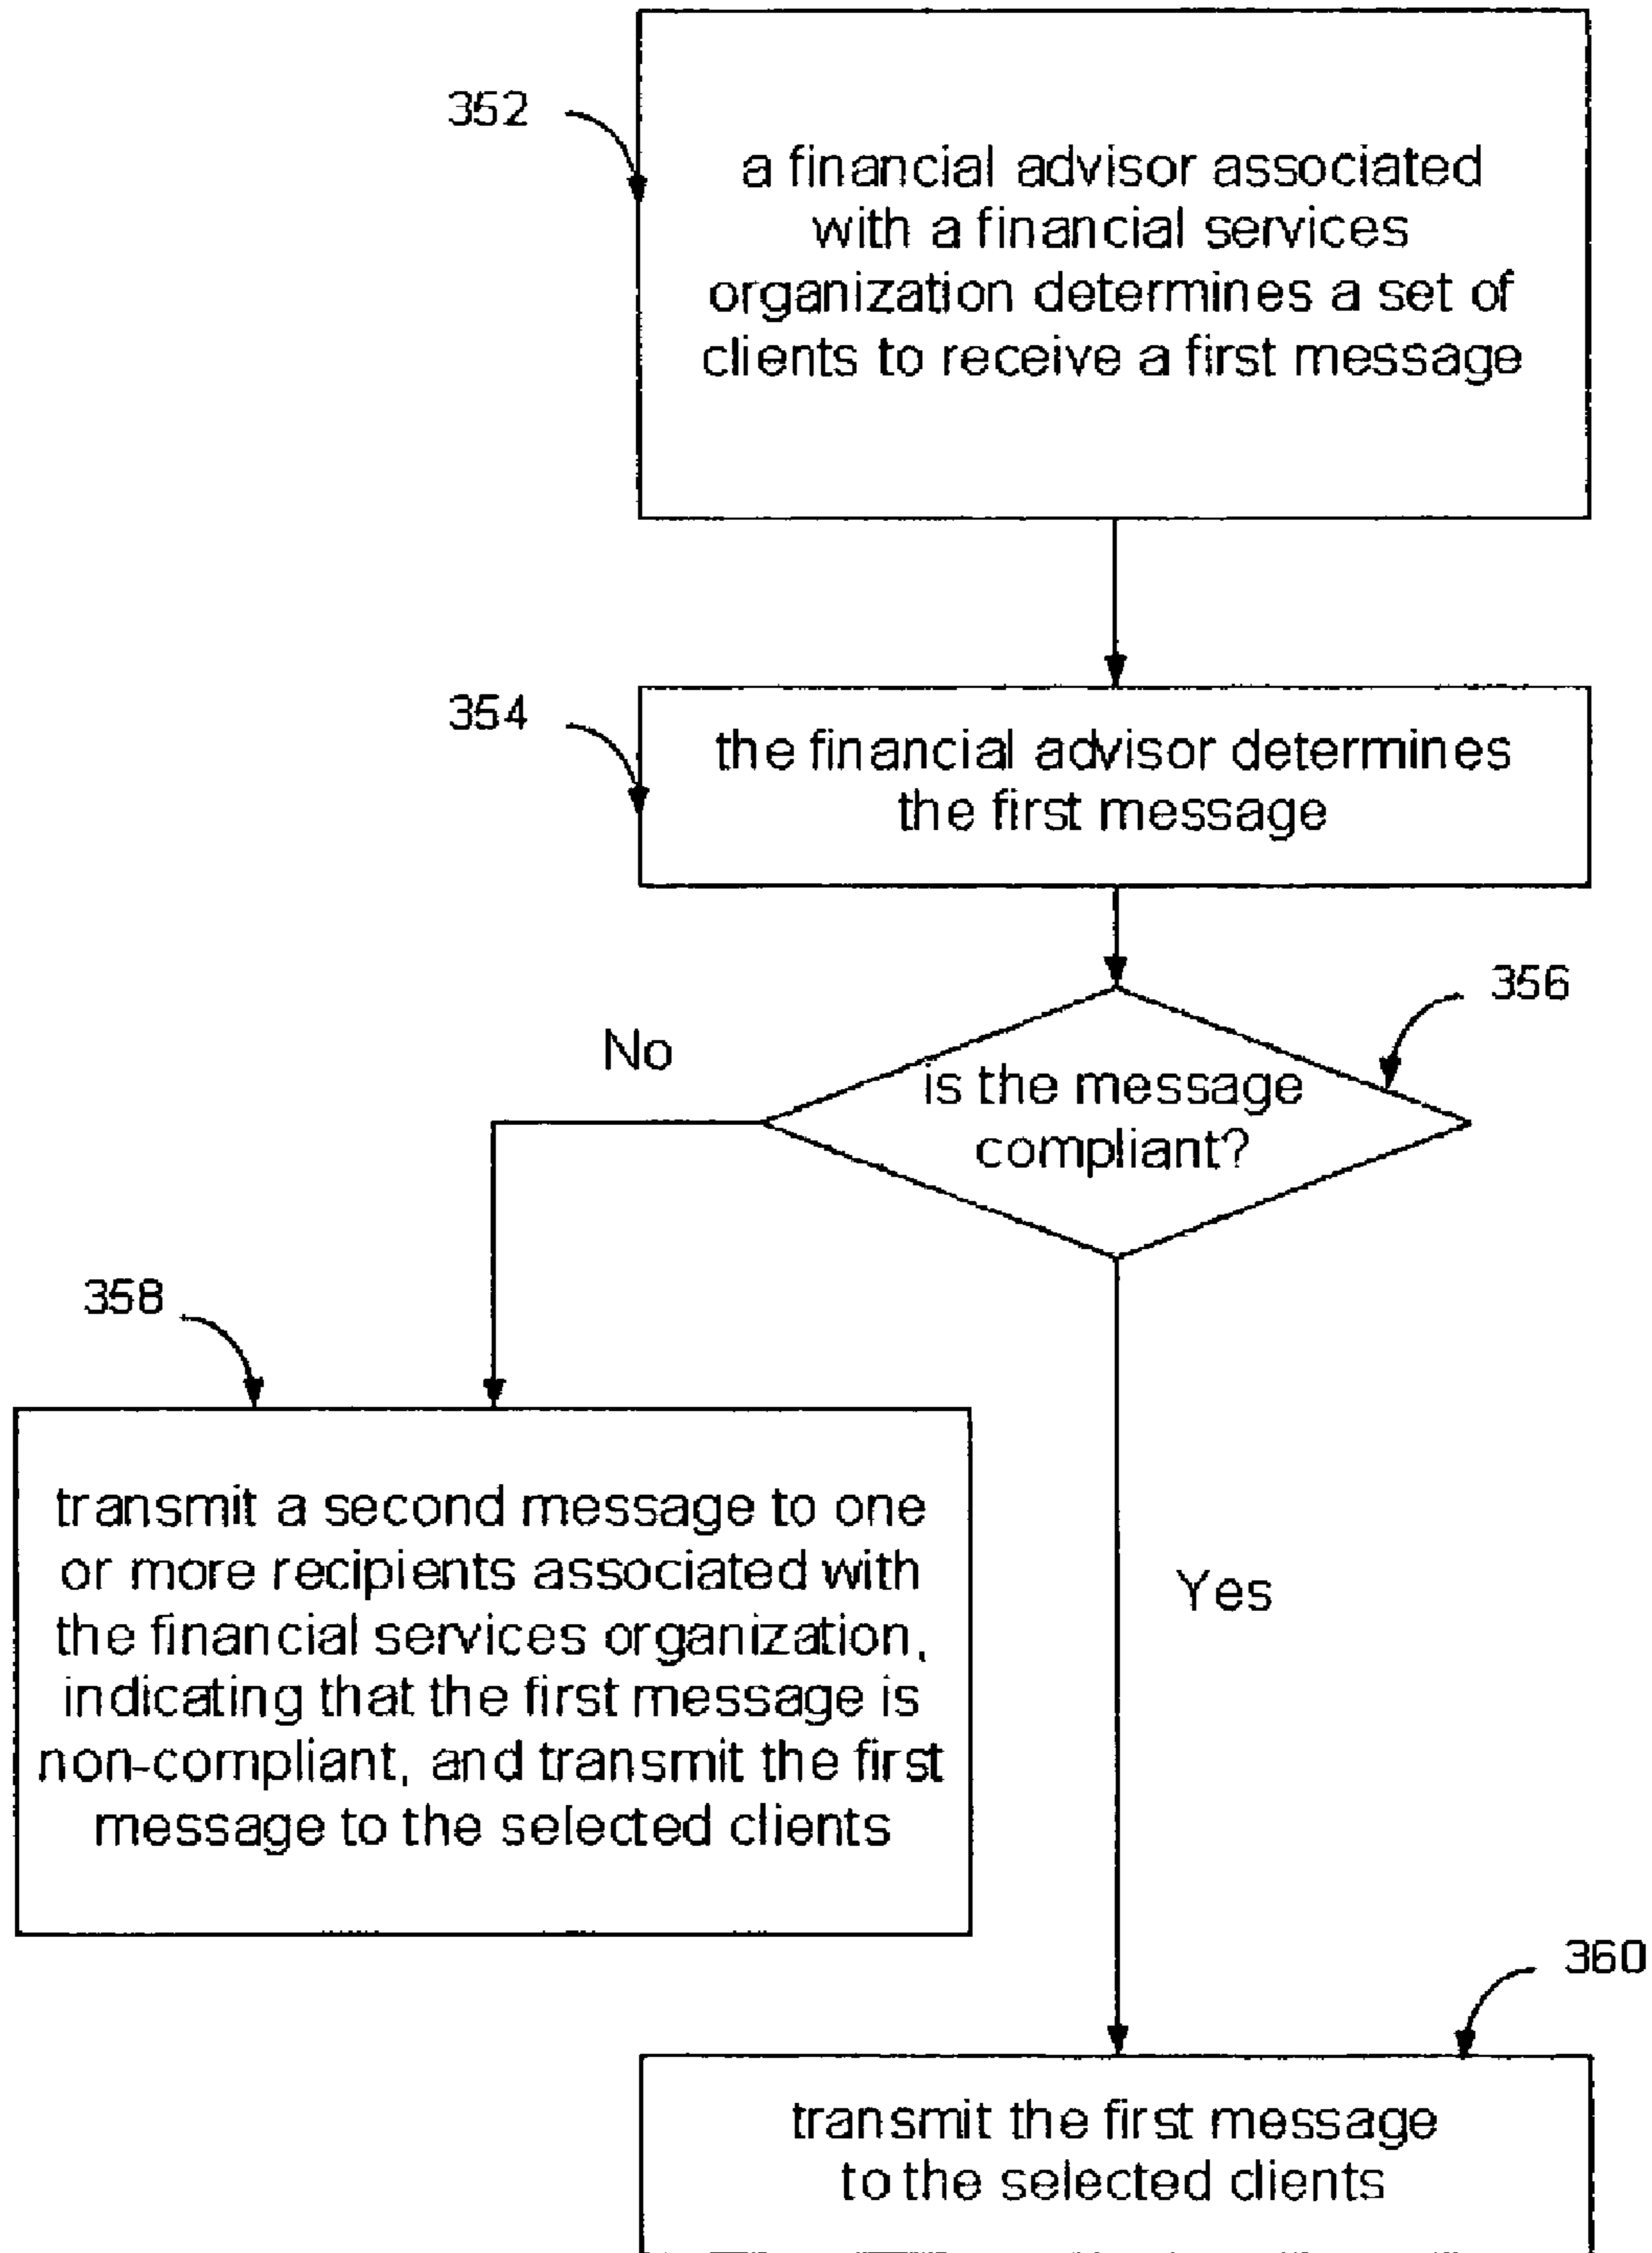 352
a financial advisor associated
with a financial services
organization determines a set of
clients to receive a first message
354
the financial advisor determines
the first message
356
No
is the message
compliant?
358
transmit a second message to one
or more recipients associated with
the financial services organization,
indicating that the first message is
non-compliant, and transmit the first
message to the selected clients
Yes
360
transmit the first message
to the selected clients